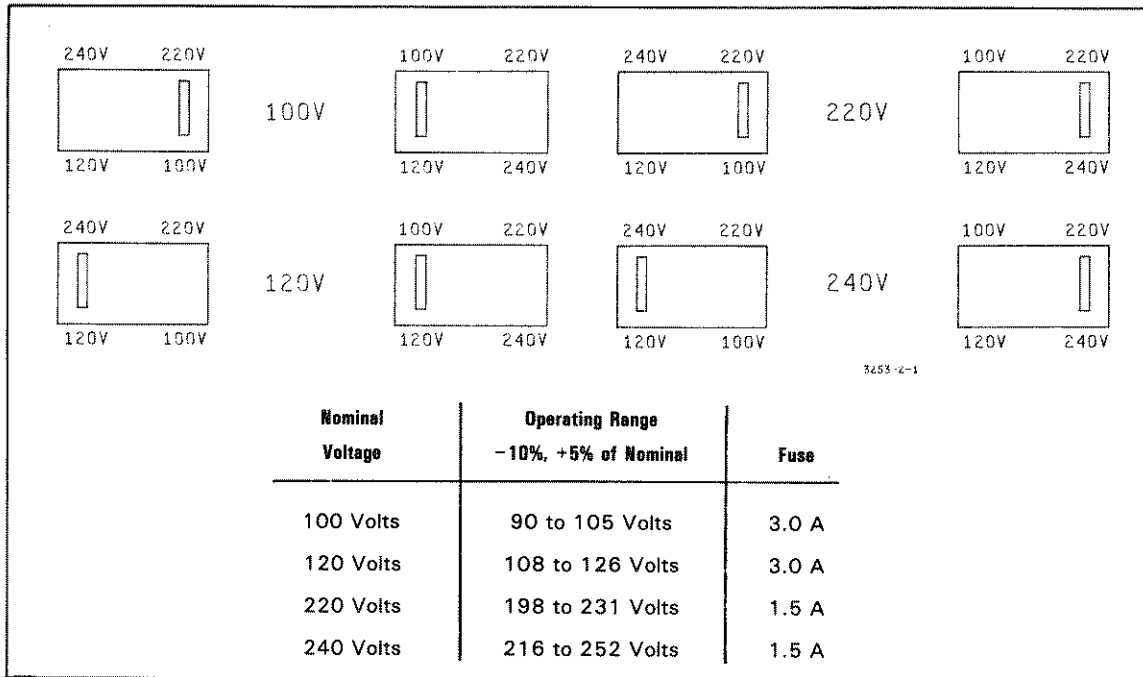 240V 220V 100V 220V 240V 220V 100V 220V
100V 220V
120V 100V 120V 240V 120V 100V 120V 240V
240V 220V 100V 220V 240V 220V 100V 220V
120V 240V
120V 100V 120V 240V 120V 100V 120V 240V
3253-2-1
Nominal Operating Range
Voltage −10%, +5% of Nominal Fuse
100 Volts 90 to 105 Volts 3.0 A
120 Volts 108 to 126 Volts 3.0 A
220 Volts 198 to 231 Volts 1.5 A
240 Volts 216 to 252 Volts 1.5 A